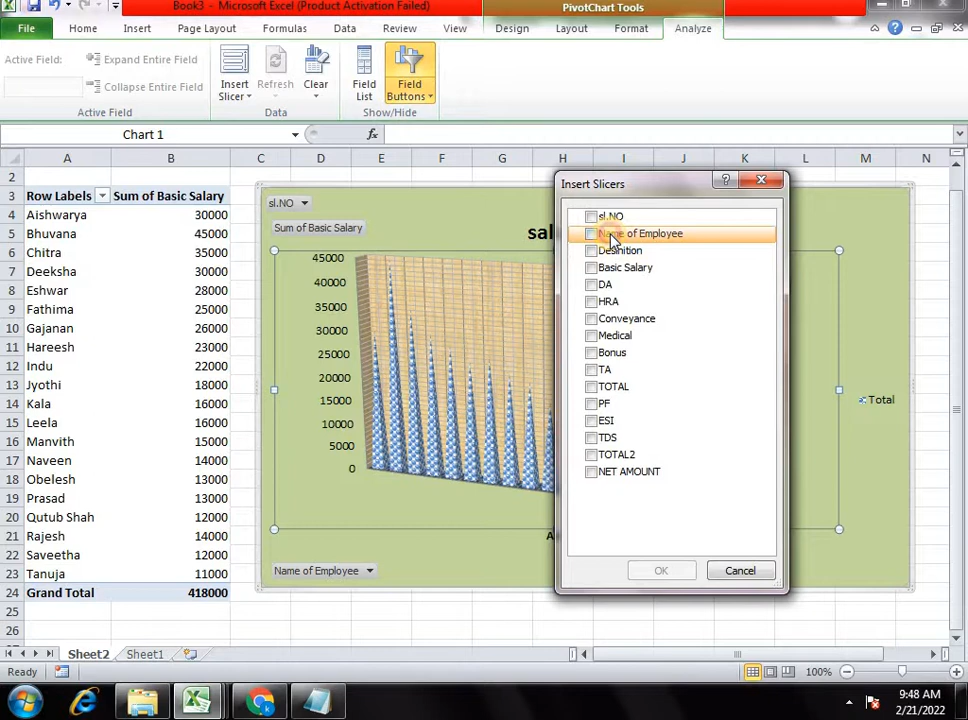 Book3 - Microsoft Excel (Product Activation Failed)
PivotChart Tools
File Home Insert Page Layout Formulas Data Review View Design Layout Format Analyze
Active Field:
Expand Entire Field
Collapse Entire Field
Active Field
Insert Slicer
Refresh
Clear
Data
Field List
Field Buttons
Show/Hide
Chart 1
fx
A B C D E F G H I J K L M N
2
3 Row Labels Sum of Basic Salary
4 Aishwarya 30000
5 Bhuvana 45000
6 Chitra 35000
7 Deeksha 30000
8 Eshwar 28000
9 Fathima 25000
10 Gajanan 26000
11 Hareesh 23000
12 Indu 22000
13 Jyothi 18000
14 Kala 16000
15 Leela 16000
16 Manvith 15000
17 Naveen 14000
18 Obelesh 13000
19 Prasad 13000
20 Qutub Shah 12000
21 Rajesh 14000
22 Saveetha 12000
23 Tanuja 11000
24 Grand Total 418000
25
26
sl.NO
Sum of Basic Salary
sal
45000
40000
35000
30000
25000
20000
15000
10000
5000
0
A
Total
Name of Employee
Insert Slicers
sl.NO
Name of Employee
Desinition
Basic Salary
DA
HRA
Conveyance
Medical
Bonus
TA
TOTAL
PF
ESI
TDS
TOTAL2
NET AMOUNT
OK
Cancel
Sheet2 Sheet1
Ready
100%
9:48 AM
2/21/2022